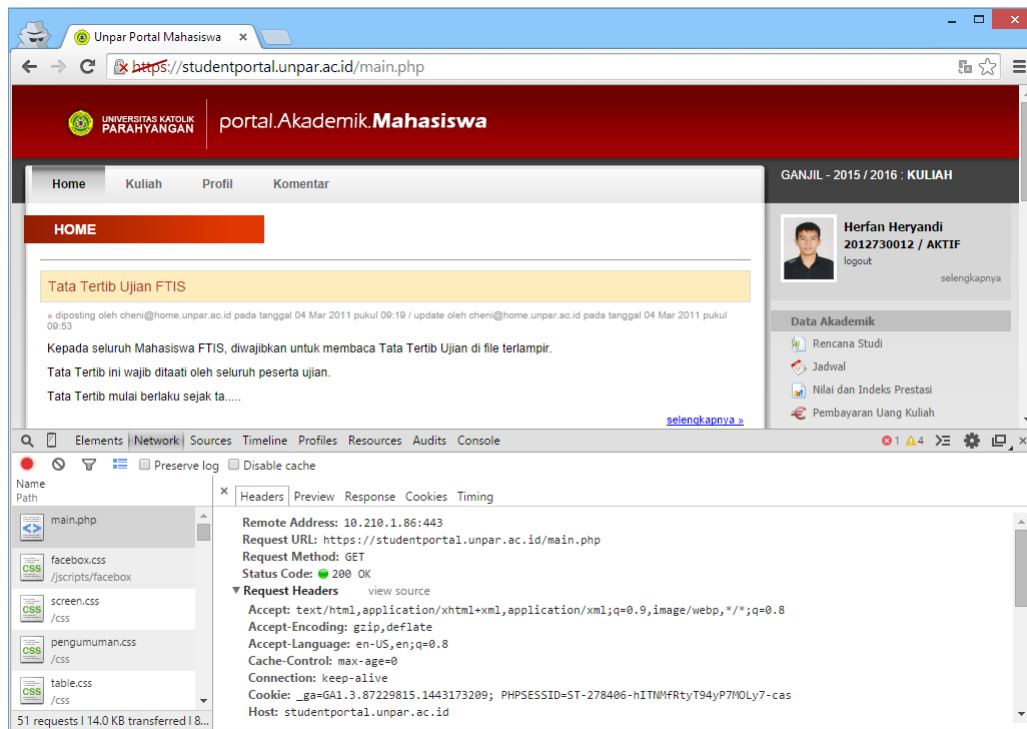 Unpar Portal Mahasiswa
https://studentportal.unpar.ac.id/main.php
UNIVERSITAS KATOLIK
PARAHYANGAN
portal.Akademik.Mahasiswa
Home Kuliah Profil Komentar
GANJIL - 2015 / 2016 : KULIAH
HOME
Herfan Heryandi
2012730012 / AKTIF
logout
selengkapnya
Tata Tertib Ujian FTIS
» diposting oleh cheni@home.unpar.ac.id pada tanggal 04 Mar 2011 pukul 09:19 / update oleh cheni@home.unpar.ac.id pada tanggal 04 Mar 2011 pukul
09:53
Kepada seluruh Mahasiswa FTIS, diwajibkan untuk membaca Tata Tertib Ujian di file terlampir.
Tata Tertib ini wajib ditaati oleh seluruh peserta ujian.
Tata Tertib mulai berlaku sejak ta.....
selengkapnya »
Data Akademik
Rencana Studi
Jadwal
Nilai dan Indeks Prestasi
Pembayaran Uang Kuliah
Elements Network Sources Timeline Profiles Resources Audits Console
1 4
Preserve log Disable cache
Name
Path
Headers Preview Response Cookies Timing
main.php
facebox.css
/jscripts/facebox
screen.css
/css
pengumuman.css
/css
table.css
/css
51 requests | 14.0 KB transferred | 8...
Remote Address: 10.210.1.86:443
Request URL: https://studentportal.unpar.ac.id/main.php
Request Method: GET
Status Code: 200 OK
Request Headers view source
Accept: text/html,application/xhtml+xml,application/xml;q=0.9,image/webp,*/*;q=0.8
Accept-Encoding: gzip,deflate
Accept-Language: en-US,en;q=0.8
Cache-Control: max-age=0
Connection: keep-alive
Cookie: _ga=GA1.3.87229815.1443173209; PHPSESSID=ST-278406-hITNMfRtyT94yP7MOLy7-cas
Host: studentportal.unpar.ac.id